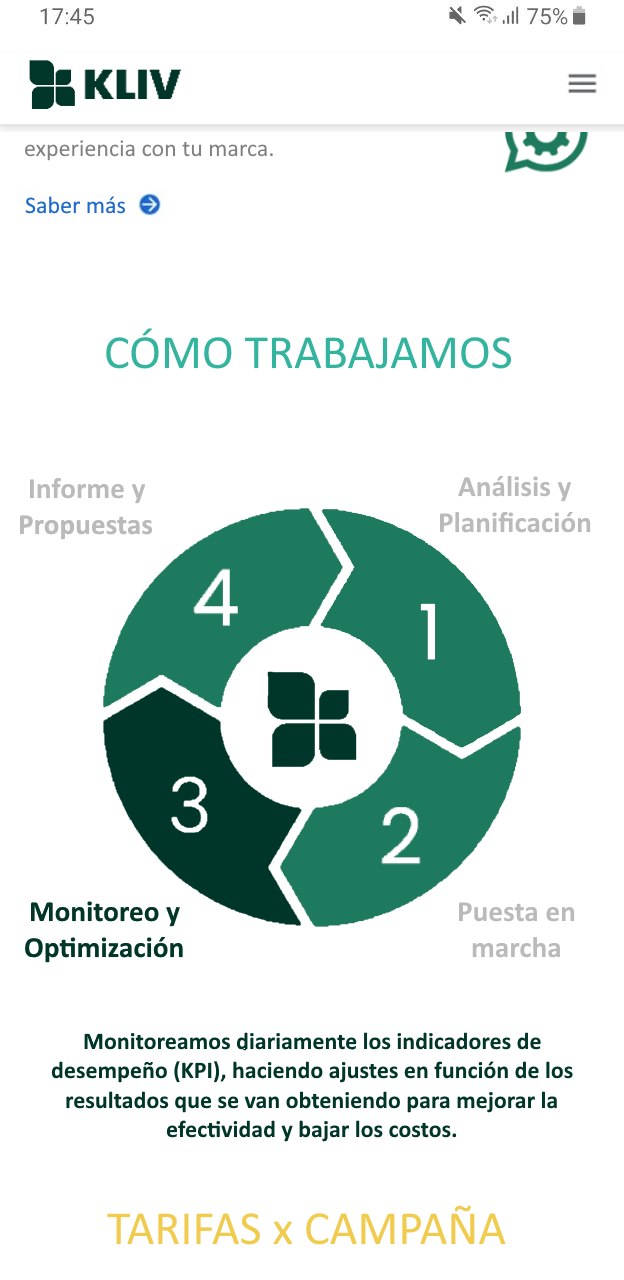 17:45
75%
KLIV
experiencia con tu marca.
Saber más
CÓMO TRABAJAMOS
Informe y
Propuestas
Análisis y
Planificación
4
1
3
2
Monitoreo y
Optimización
Puesta en
marcha
Monitoreamos diariamente los indicadores de
desempeño (KPI), haciendo ajustes en función de los
resultados que se van obteniendo para mejorar la
efectividad y bajar los costos.
TARIFAS x CAMPAÑA